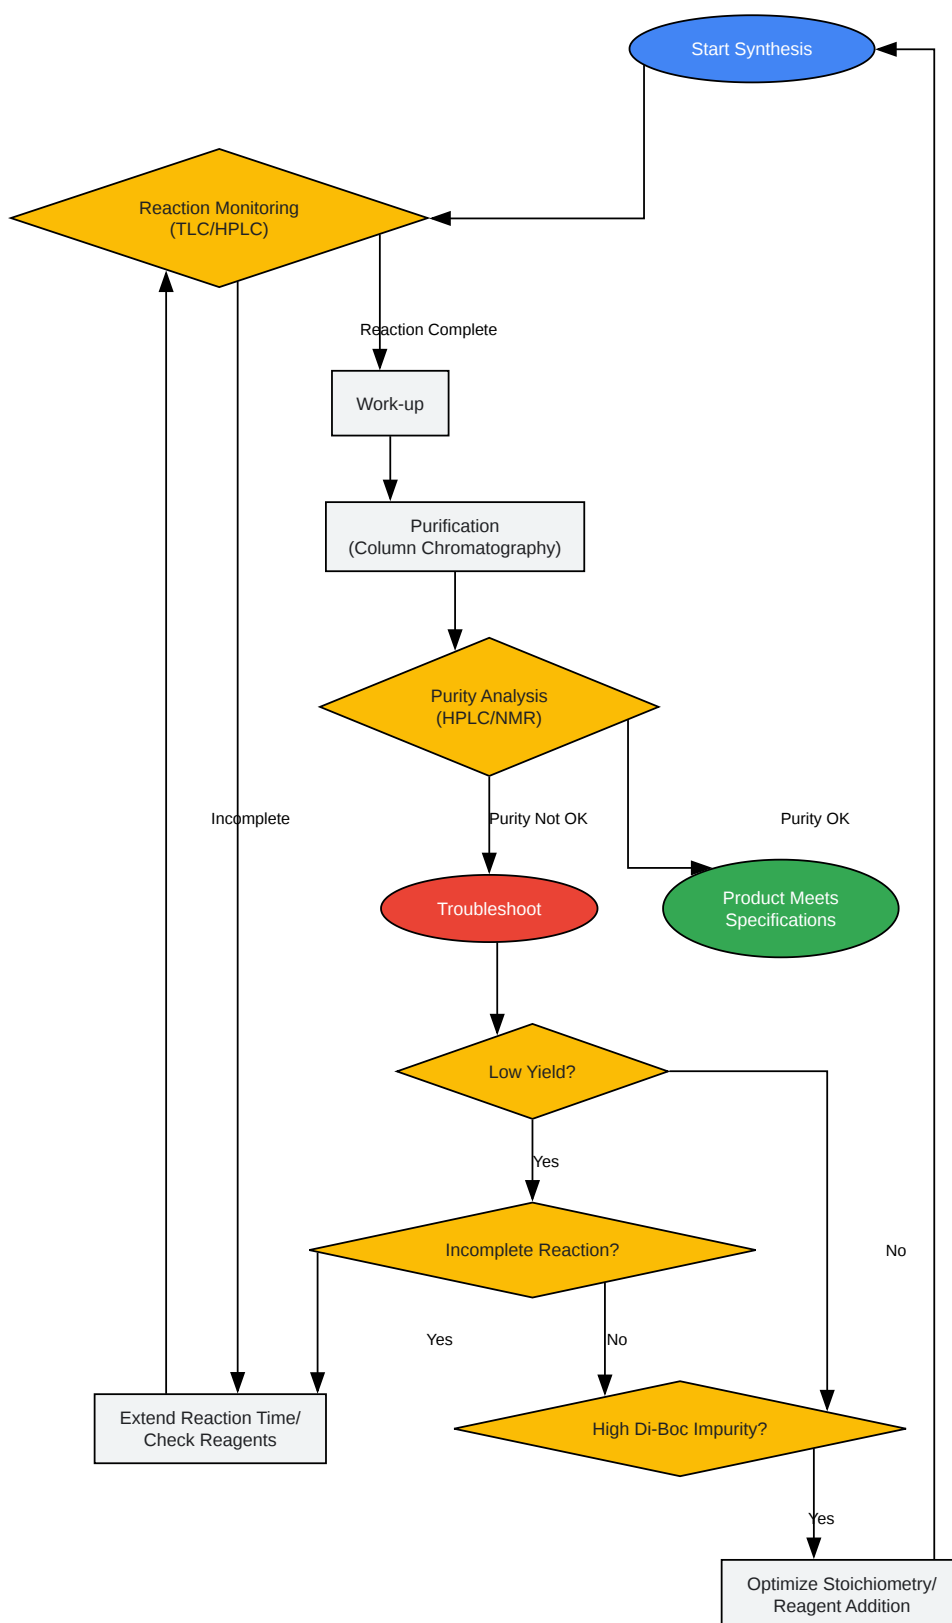 Start Synthesis
Reaction Monitoring
(TLC/HPLC)
Reaction Complete
Work-up
Purification
(Column Chromatography)
Purity Analysis
(HPLC/NMR)
Incomplete
Purity Not OK
Purity OK
Troubleshoot
Product Meets
Specifications
Low Yield?
Yes
Incomplete Reaction?
No
Yes
No
Extend Reaction Time/
Check Reagents
High Di-Boc Impurity?
Yes
Optimize Stoichiometry/
Reagent Addition